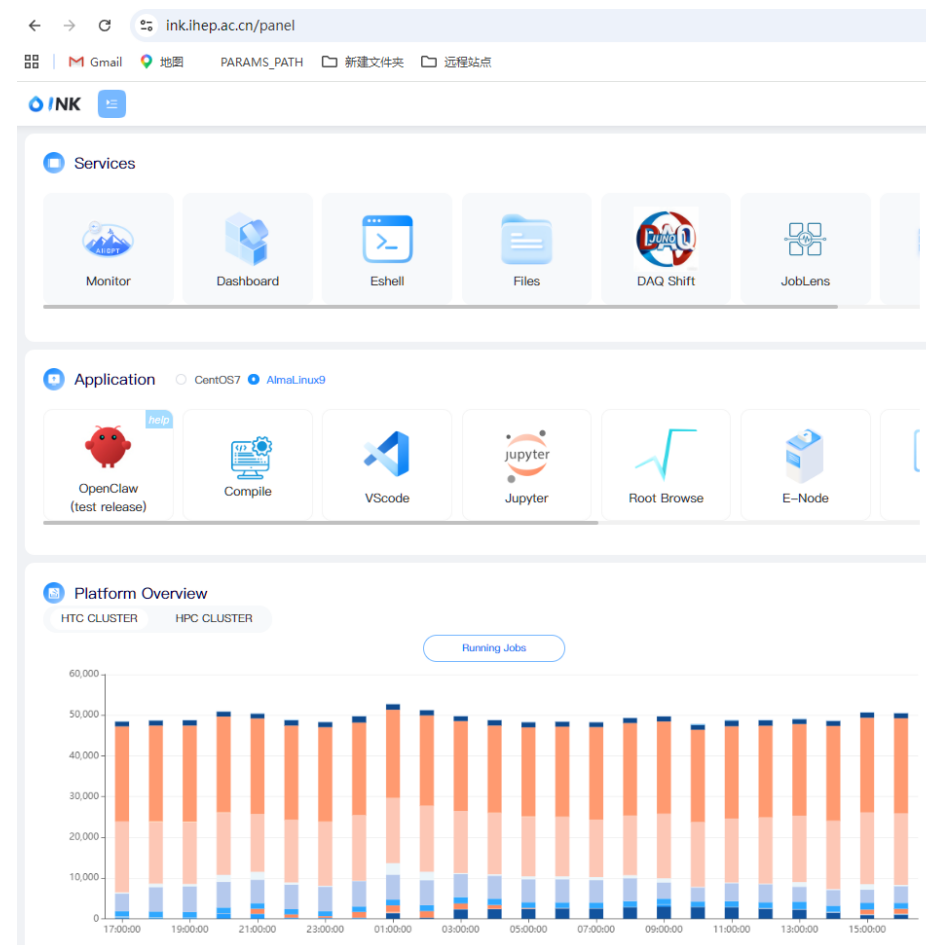 ink.ihep.ac.cn/panel
Gmail 地图 PARAMS_PATH 新建文件夹 远程站点
INK
Services
AIHEPT
JUNO
DAQ
Monitor Dashboard Eshell Files DAQ Shift JobLens
Application CentOS7 AlmaLinux9
help
jupyter
OpenClaw
(test release)
Compile VScode Jupyter Root Browse E-Node
Platform Overview
HTC CLUSTER HPC CLUSTER
Running Jobs
60,000
50,000
40,000
30,000
20,000
10,000
0
17:00:00 19:00:00 21:00:00 23:00:00 01:00:00 03:00:00 05:00:00 07:00:00 09:00:00 11:00:00 13:00:00 15:00:00